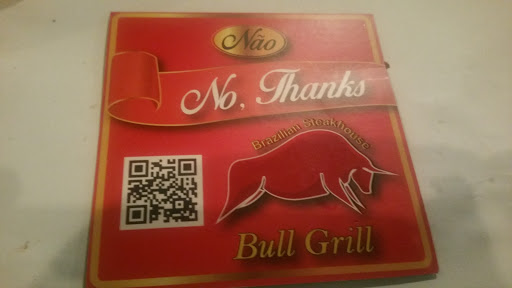 Não
No, Thanks
Brazilian Steakhouse
Bull Grill